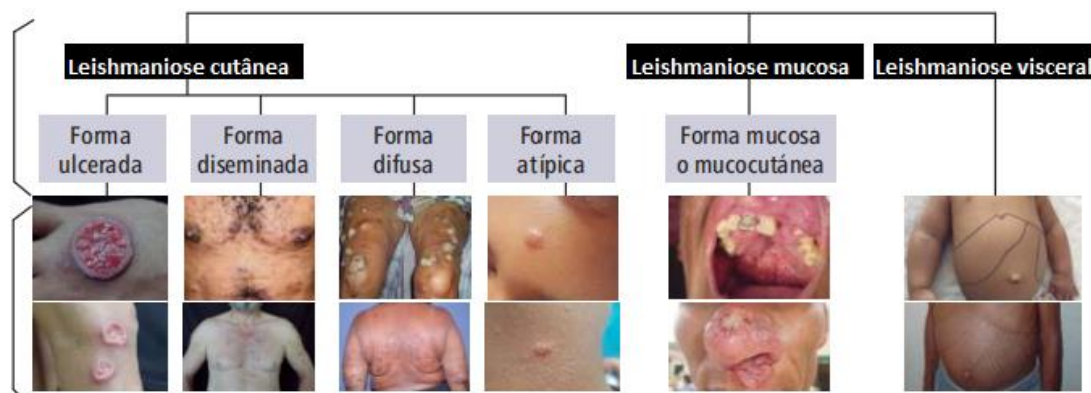 Leishmaniose cutânea
Leishmaniose mucosa
Leishmaniose visceral
Forma
ulcerada
Forma
diseminada
Forma
difusa
Forma
atípica
Forma mucosa
o mucocutánea